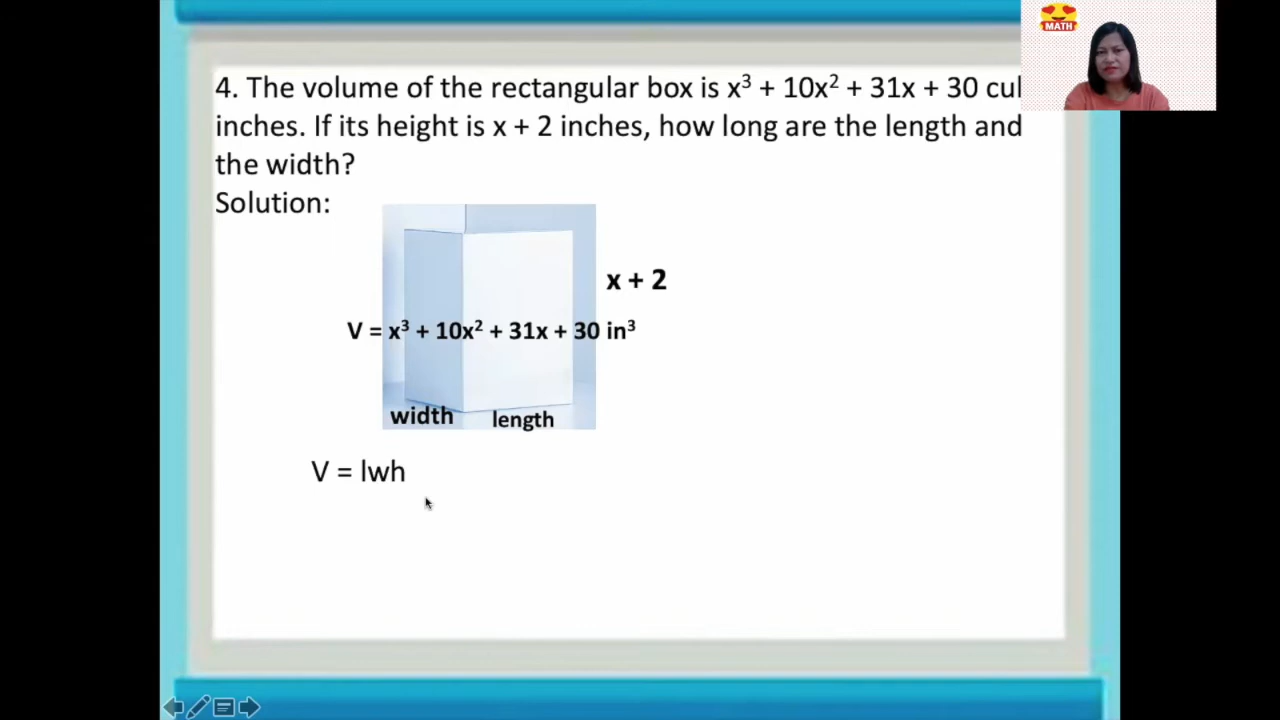 4. The volume of the rectangular box is x³ + 10x² + 31x + 30
inches. If its height is x + 2 inches, how long are the length and
the width?
Solution:
x + 2
V = x³ + 10x² + 31x + 30 in³
width
length
V = lwh
MATH